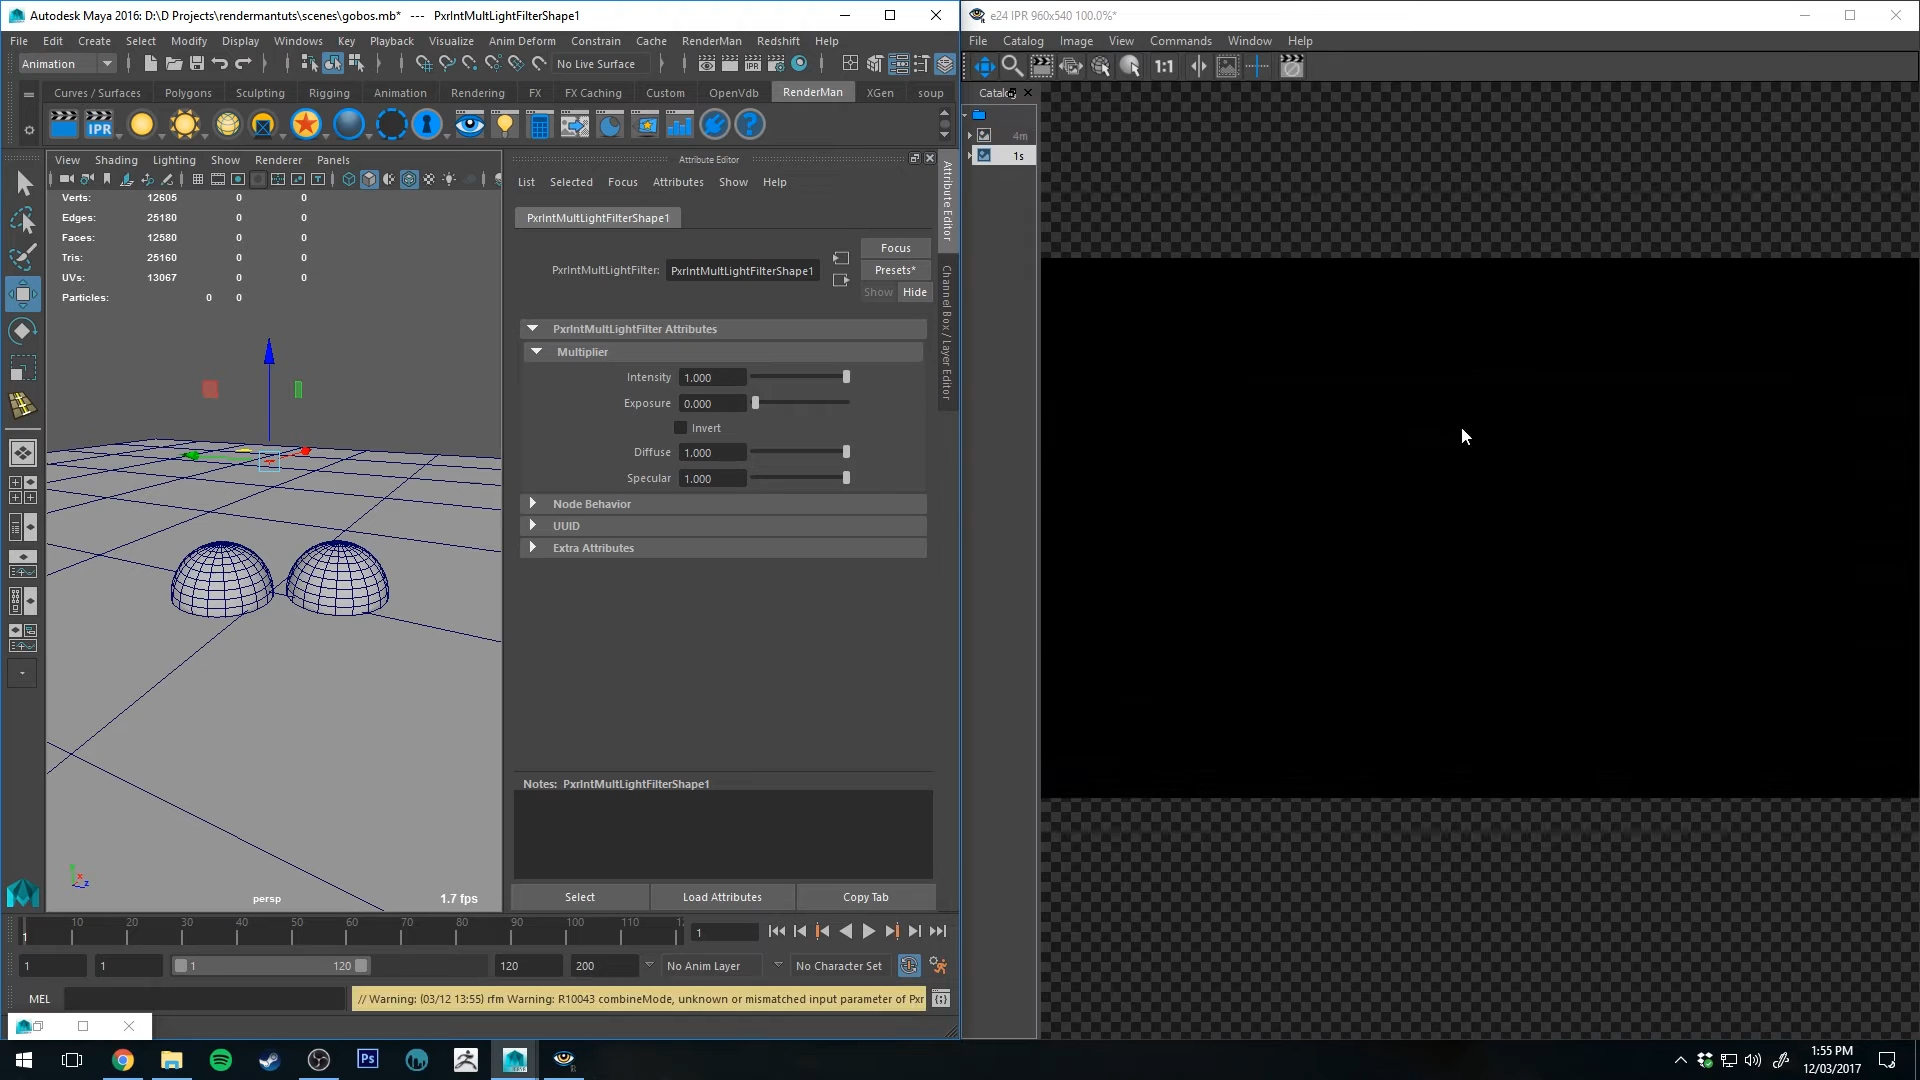 Autodesk Maya 2016: D:\D Projects\rendermantuts\scenes\gobos.mb* --- PxrIntMultLightFilterShape1
File Edit Create Select Modify Display Windows Key Playback Visualize Anim Deform Constrain Cache RenderMan Redshift Help
Animation No Live Surface
Curves / Surfaces Polygons Sculpting Rigging Animation Rendering FX FX Caching Custom OpenVdb RenderMan XGen soup
IPR
View Shading Lighting Show Renderer Panels
Verts: 12605 0 0
Edges: 25180 0 0
Faces: 12580 0 0
Tris: 25160 0 0
UVs: 13067 0 0
Particles: 0 0
persp
1.7 fps
Attribute Editor
List Selected Focus Attributes Show Help
PxrIntMultLightFilterShape1
PxrIntMultLightFilter: PxrIntMultLightFilterShape1
Focus
Presets*
Show Hide
PxrIntMultLightFilter Attributes
Multiplier
Intensity 1.000
Exposure 0.000
Invert
Diffuse 1.000
Specular 1.000
Node Behavior
UUID
Extra Attributes
Notes: PxrIntMultLightFilterShape1
Select Load Attributes Copy Tab
Attribute Editor
Channel Box / Layer Editor
1 10 20 30 40 50 60 70 80 90 100 110 1
1 1 1 120 120 200 No Anim Layer No Character Set
MEL // Warning: (03/12 13:55) rfm Warning: R10043 combineMode, unknown or mismatched input parameter of Pxr
e24 IPR 960x540 100.0%*
File Catalog Image View Commands Window Help
1:1
Catalog
4m
1s
Ps
1:55 PM
12/03/2017